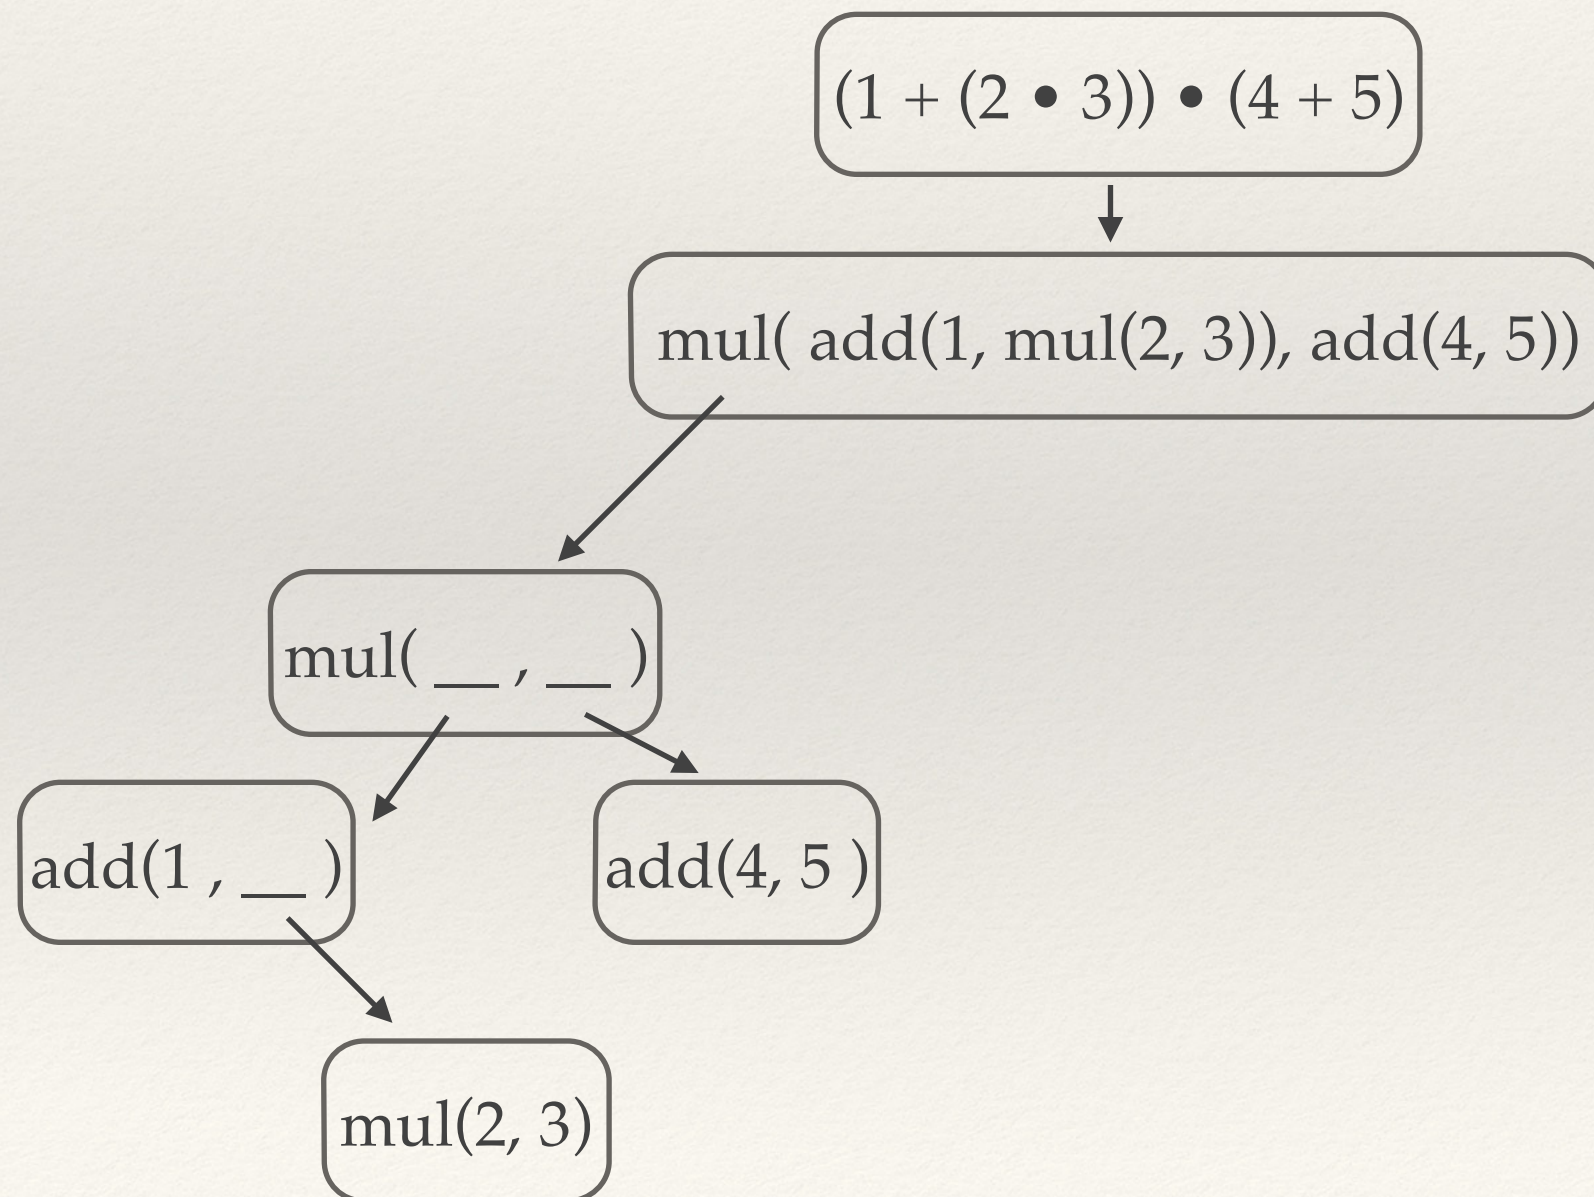 (1 + (2 • 3)) • (4 + 5)
mul( add(1, mul(2, 3)), add(4, 5))
mul( __ , __ )
add(1 , __ )
add(4, 5 )
mul(2, 3)